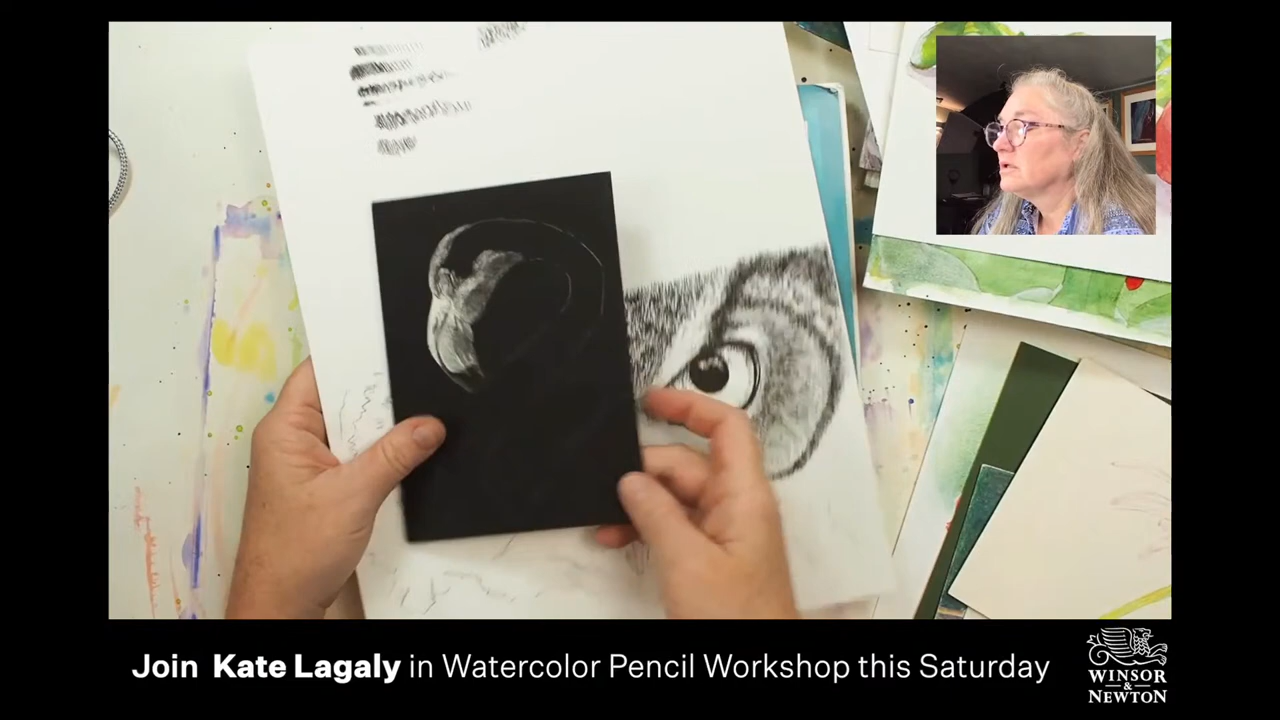 Join Kate Lagaly in Watercolor Pencil Workshop this Saturday
WINSOR
&
NEWTON